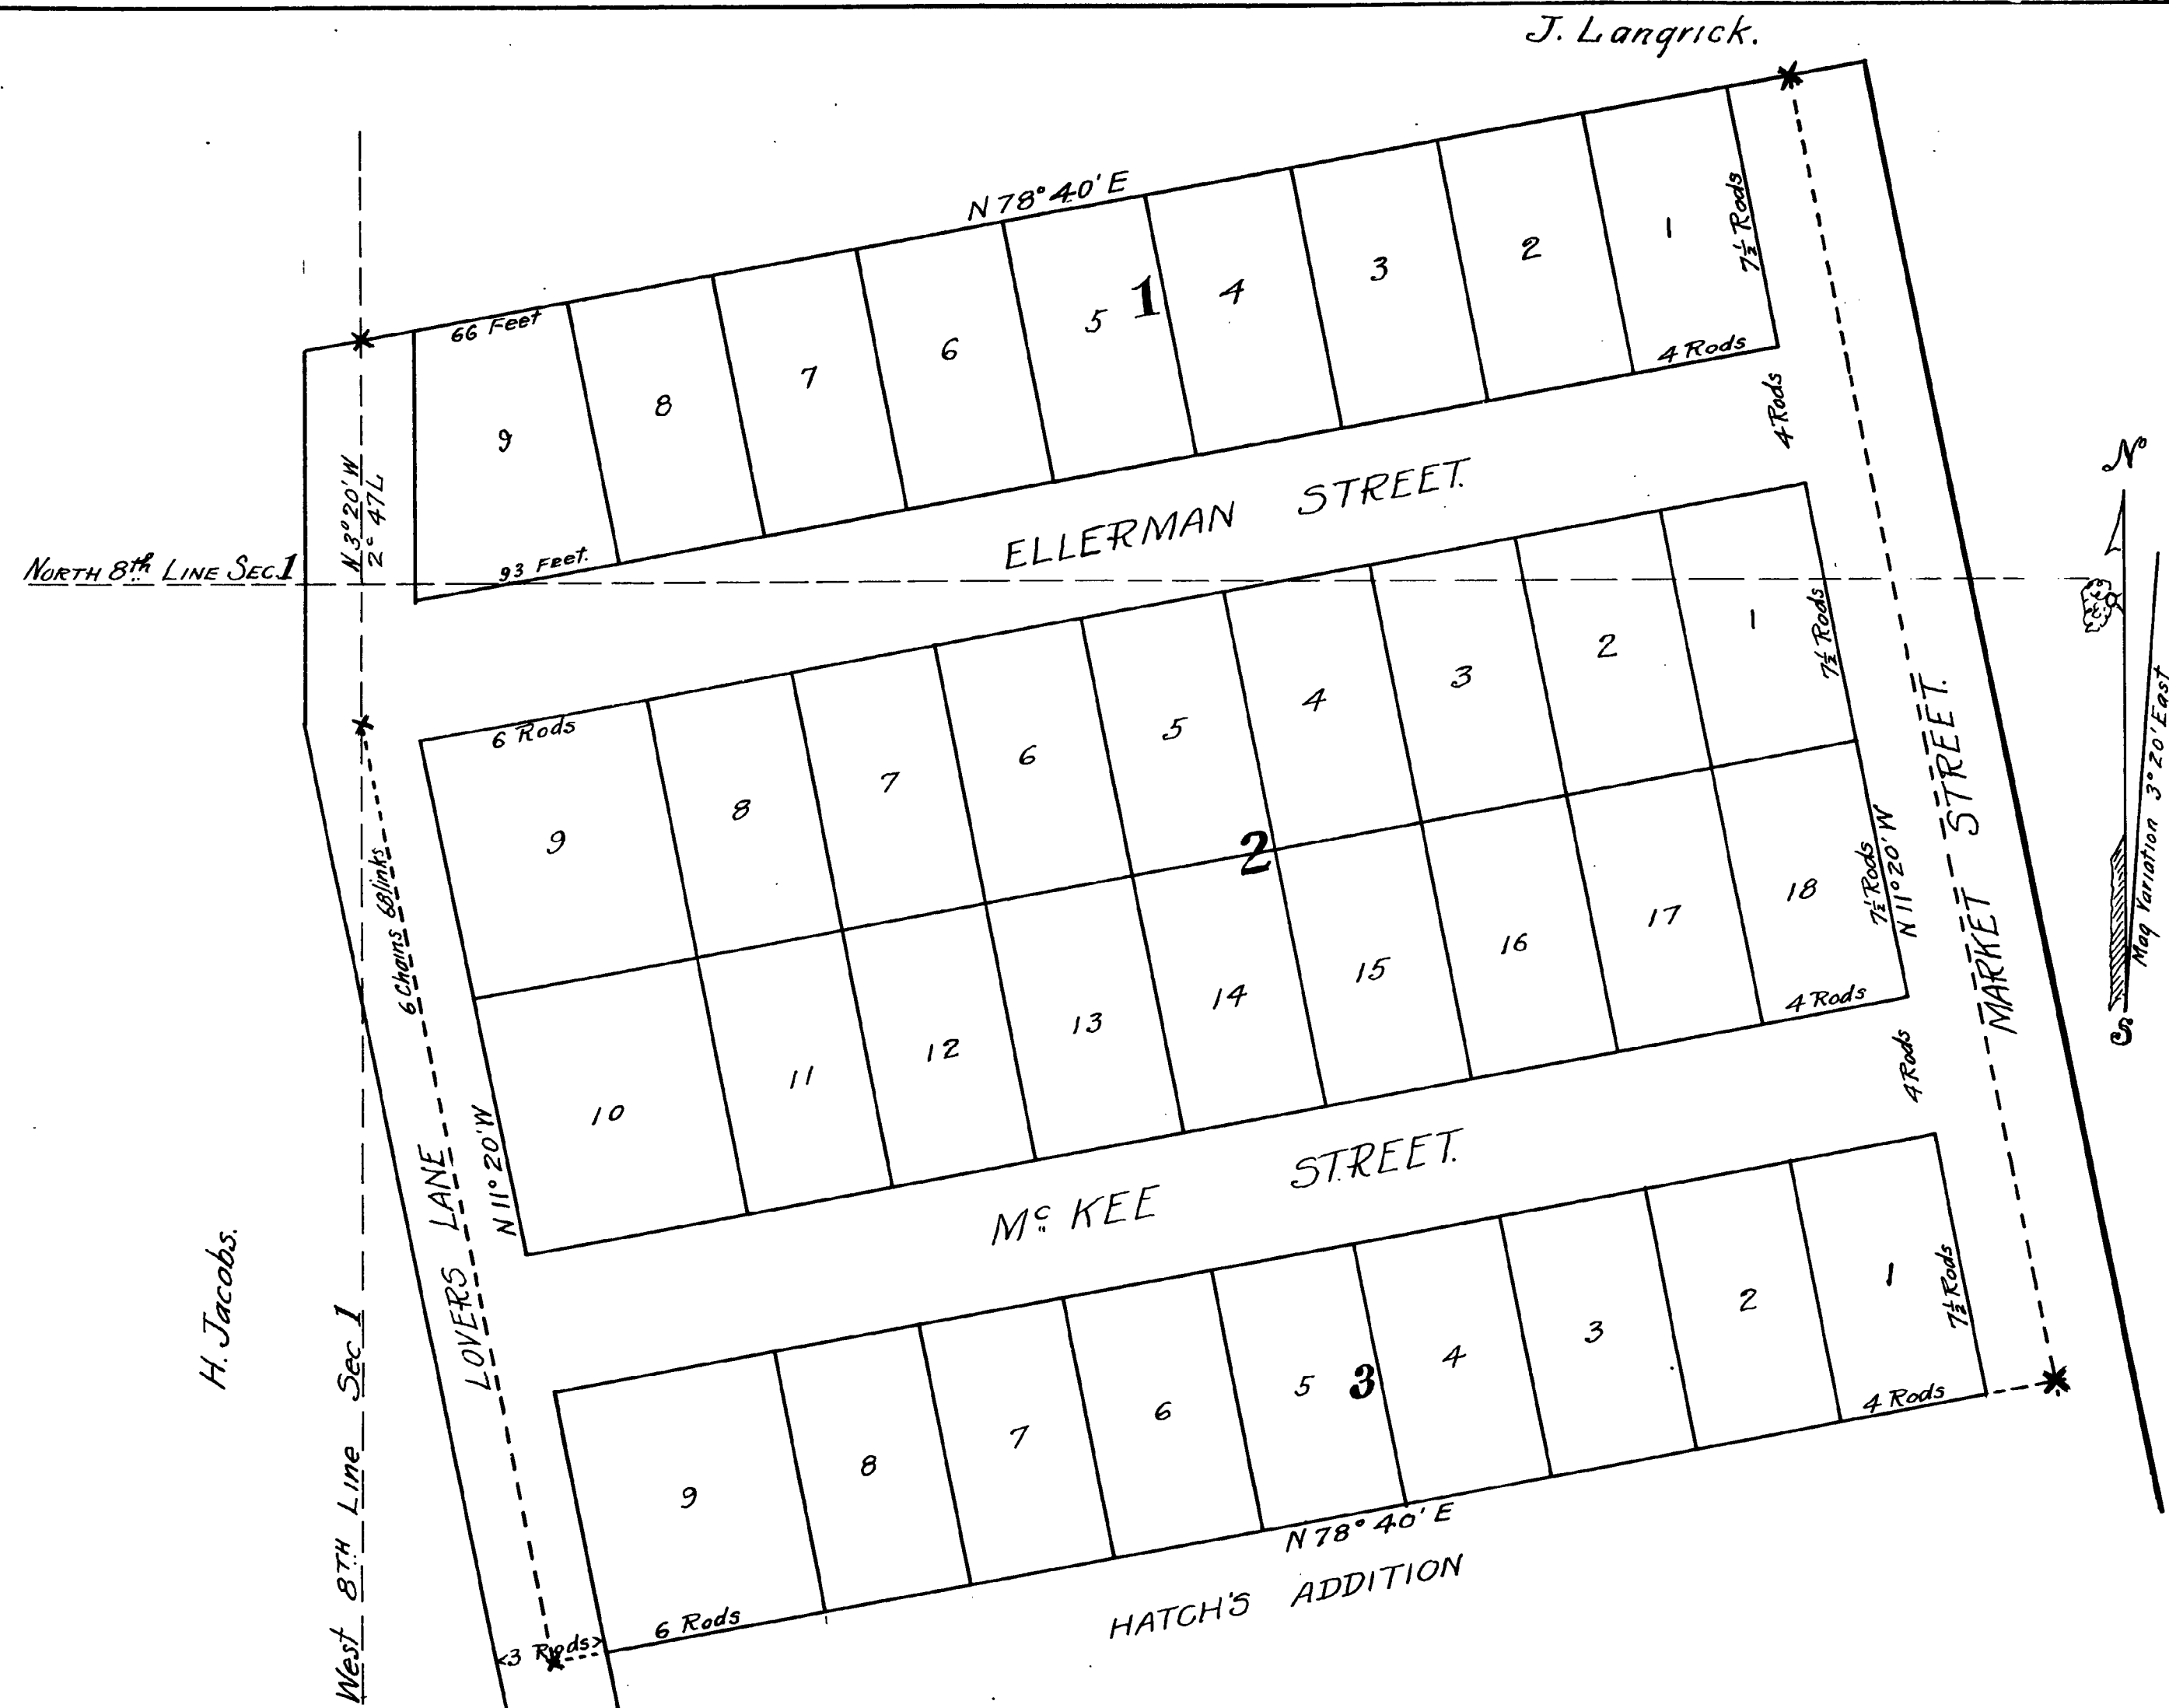 J. Langrick.
N 78° 40' E
66 Feet
9
8
7
6
5
1
4
3
2
1
7½ Rods
4 Rods
93 Feet.
N 3° 20' W
2° 47L
NORTH 8th LINE SEC. 1
ELLERMAN STREET.
4 Rods
N
S
Mag Variation 3° 20' East
6 Rods
9
8
7
6
5
4
3
2
1
7½ Rods
2
10
11
12
13
14
15
16
17
18
7½ Rods
N 11° 20' W
4 Rods
MARKET STREET.
6 Chains 68 links
LOVERS LANE
N 11° 20' W
Mc KEE STREET.
4 Rods
H. Jacobs.
West 8TH Line Sec 1
9
8
7
6
5
3
4
3
2
1
7½ Rods
4 Rods
6 Rods
<3 Rods>
N 78° 40' E
HATCH'S ADDITION